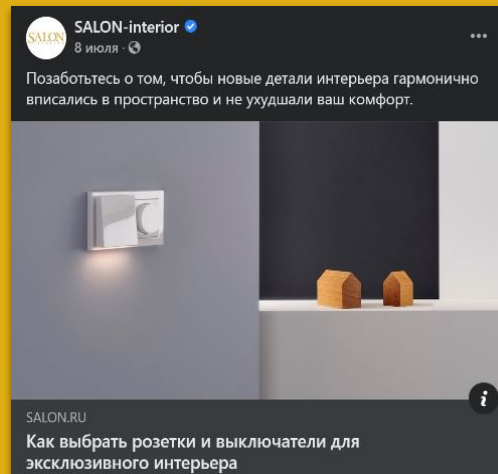 SALON
SALON-interior
8 июля
Позаботьтесь о том, чтобы новые детали интерьера гармонично
вписались в пространство и не ухудшали ваш комфорт.
SALON.RU
Как выбрать розетки и выключатели для
эксклюзивного интерьера